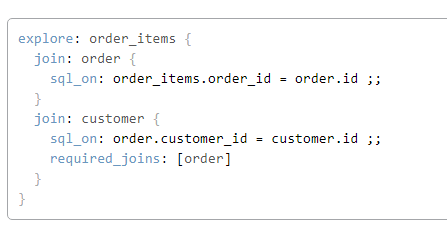 explore: order_items {
join: order {
sql_on: order_items.order_id = order.id ;;
}
join: customer {
sql_on: order.customer_id = customer.id ;;
required_joins: [order]
}
}